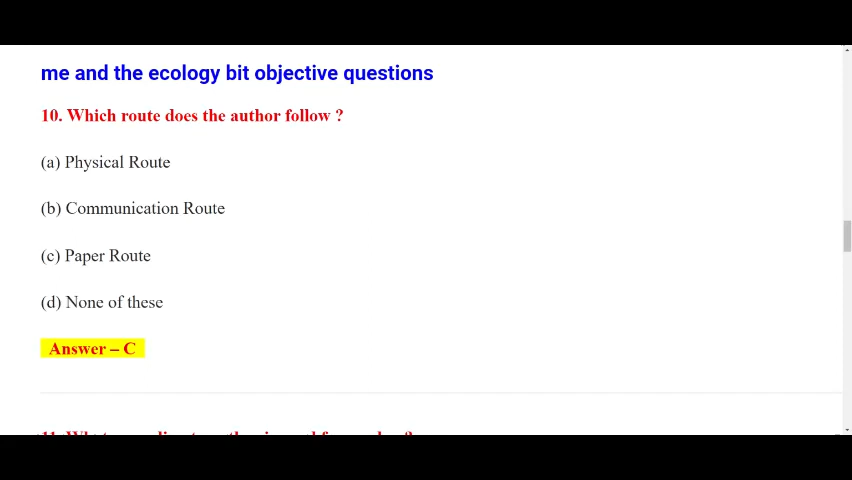 me and the ecology bit objective questions
10. Which route does the author follow ?
(a) Physical Route
(b) Communication Route
(c) Paper Route
(d) None of these
Answer – C